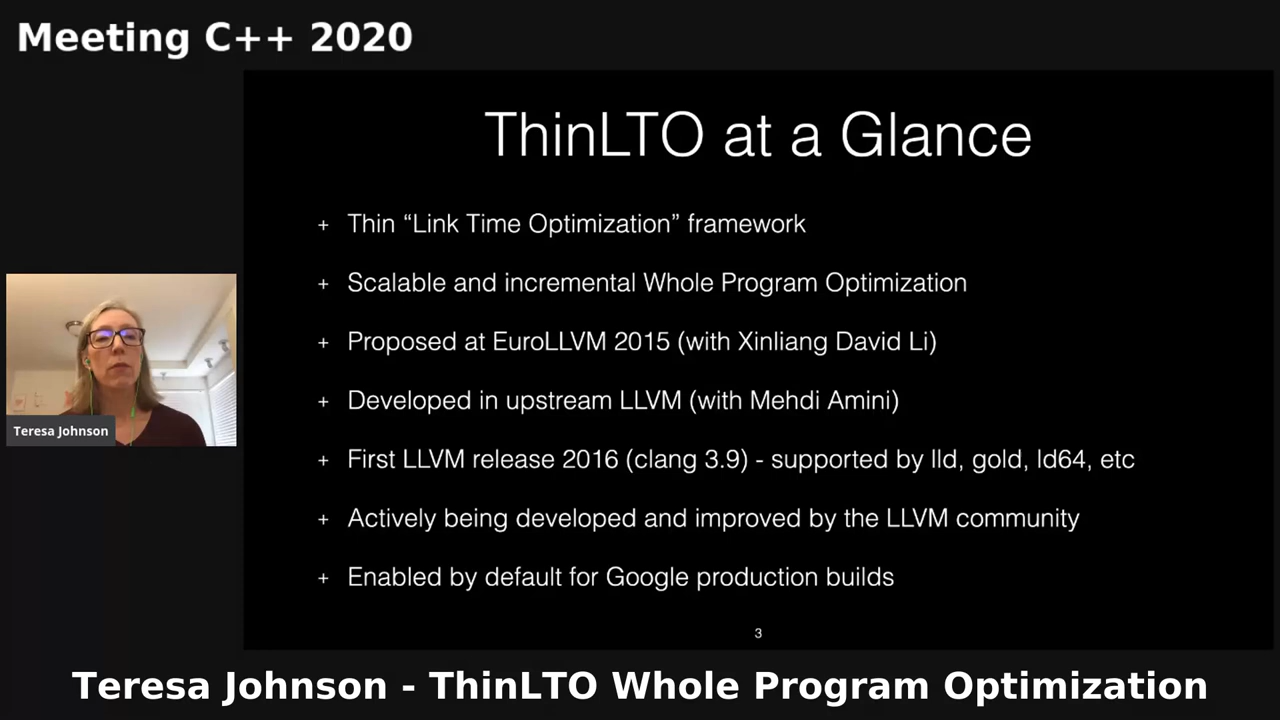 Meeting C++ 2020
ThinLTO at a Glance
+ Thin “Link Time Optimization” framework
+ Scalable and incremental Whole Program Optimization
+ Proposed at EuroLLVM 2015 (with Xinliang David Li)
+ Developed in upstream LLVM (with Mehdi Amini)
+ First LLVM release 2016 (clang 3.9) - supported by lld, gold, ld64, etc
+ Actively being developed and improved by the LLVM community
+ Enabled by default for Google production builds
3
Teresa Johnson
Teresa Johnson - ThinLTO Whole Program Optimization